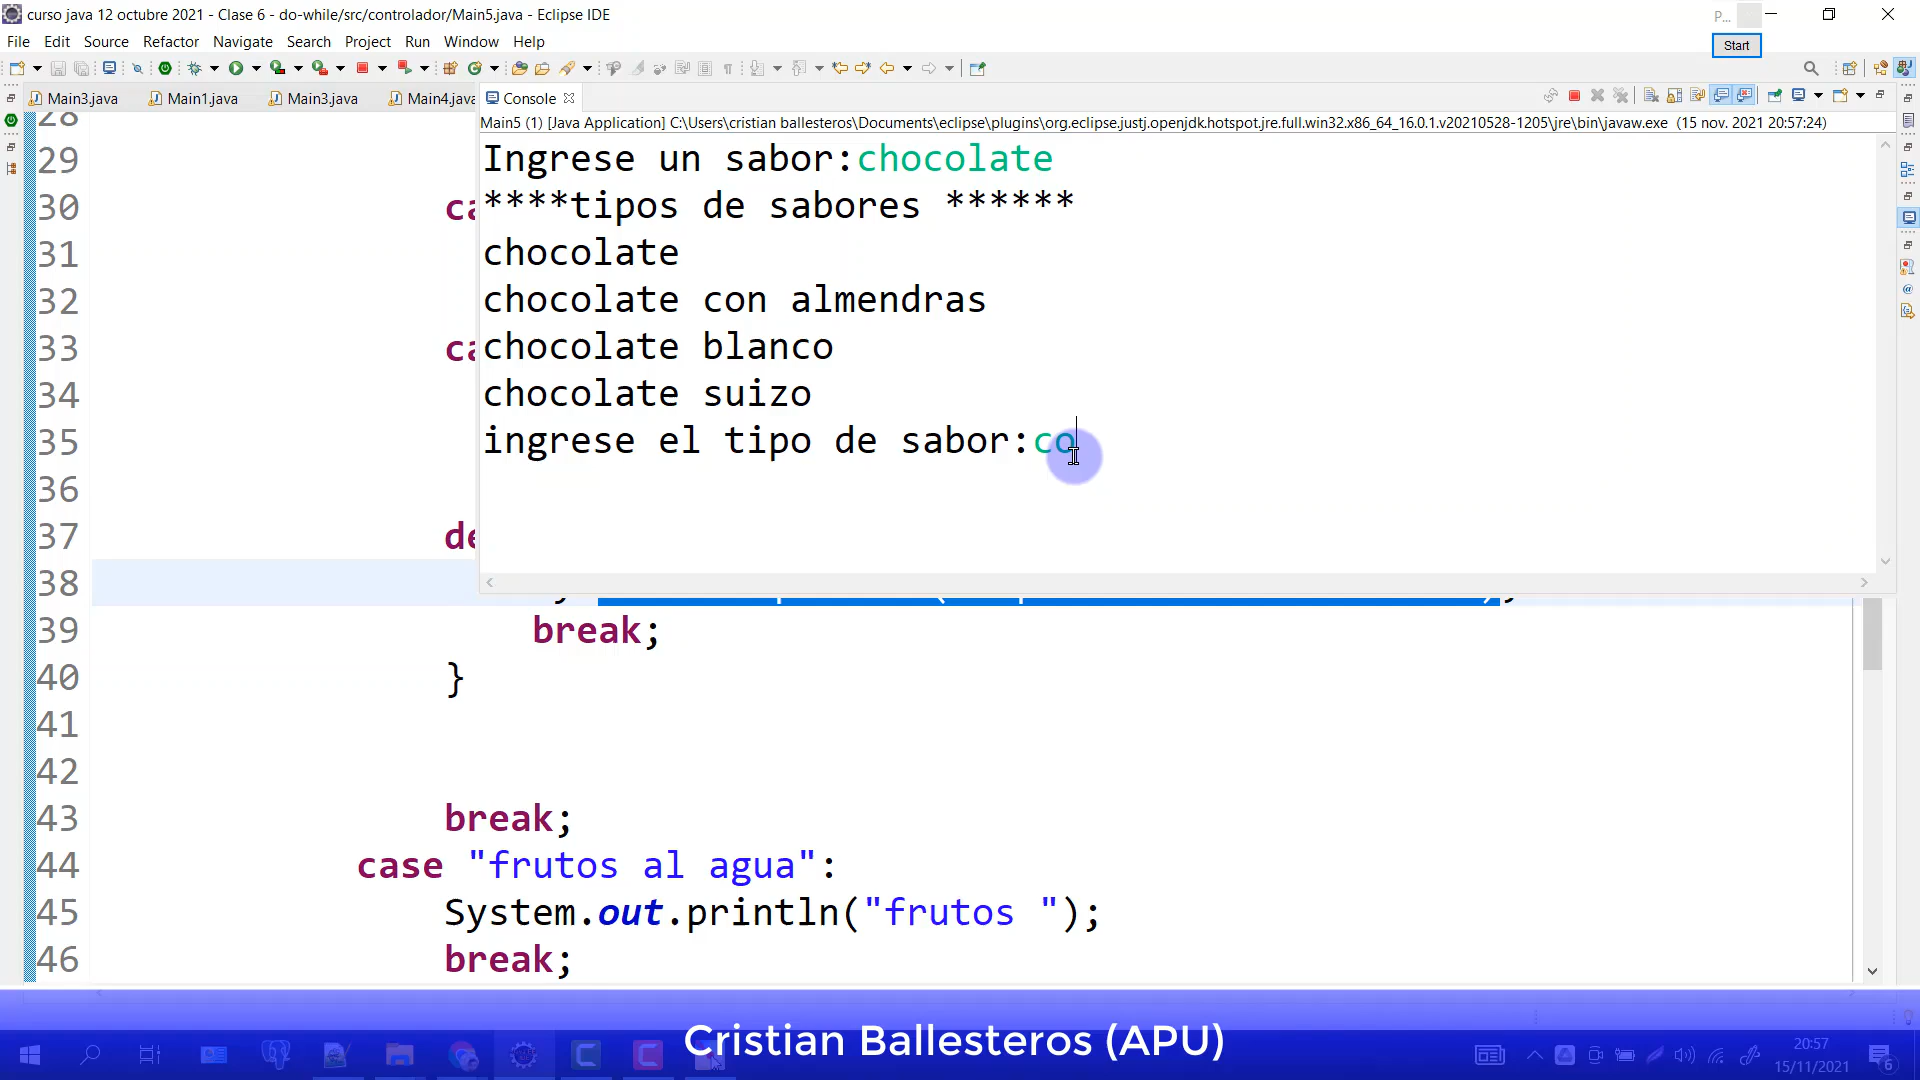 curso java 12 octubre 2021 - Clase 6 - do-while/src/controlador/Main5.java - Eclipse IDE
P...
Start
File Edit Source Refactor Navigate Search Project Run Window Help
Main3.java Main1.java Main3.java Main4.java Console
Main5 (1) [Java Application] C:\Users\cristian ballesteros\Documents\eclipse\plugins\org.eclipse.justj.openjdk.hotspot.jre.full.win32.x86_64_16.0.1.v20210528-1205\jre\bin\javaw.exe (15 nov. 2021 20:57:24)
Ingrese un sabor:chocolate
****tipos de sabores ******
chocolate
chocolate con almendras
chocolate blanco
chocolate suizo
ingrese el tipo de sabor:co
28
29
30 ca
31
32
33 ca
34
35
36
37 de
38
39 break;
40 }
41
42
43 break;
44 case "frutos al agua":
45 System.out.println("frutos ");
46 break;
Cristian Ballesteros (APU)
20:57
15/11/2021
6